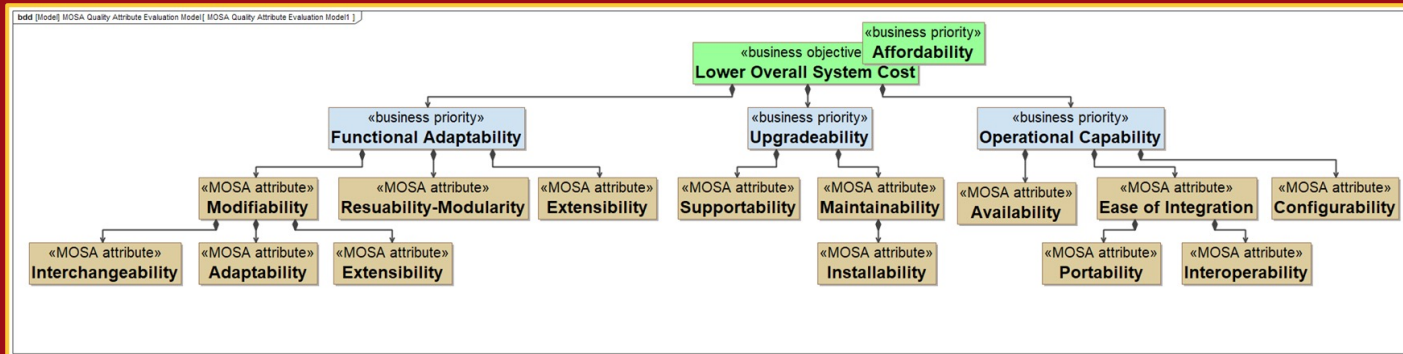 bdd [Model] MOSA Quality Attribute Evaluation Model[ MOSA Quality Attribute Evaluation Model1 ]
«business priority»
Affordability
«business objective
Lower Overall System Cost
«business priority»
Functional Adaptability
«business priority»
Upgradeability
«business priority»
Operational Capability
«MOSA attribute»
Modifiability
«MOSA attribute»
Resuability-Modularity
«MOSA attribute»
Extensibility
«MOSA attribute»
Supportability
«MOSA attribute»
Maintainability
«MOSA attribute»
Availability
«MOSA attribute»
Ease of Integration
«MOSA attribute»
Configurability
«MOSA attribute»
Interchangeability
«MOSA attribute»
Adaptability
«MOSA attribute»
Extensibility
«MOSA attribute»
Installability
«MOSA attribute»
Portability
«MOSA attribute»
Interoperability